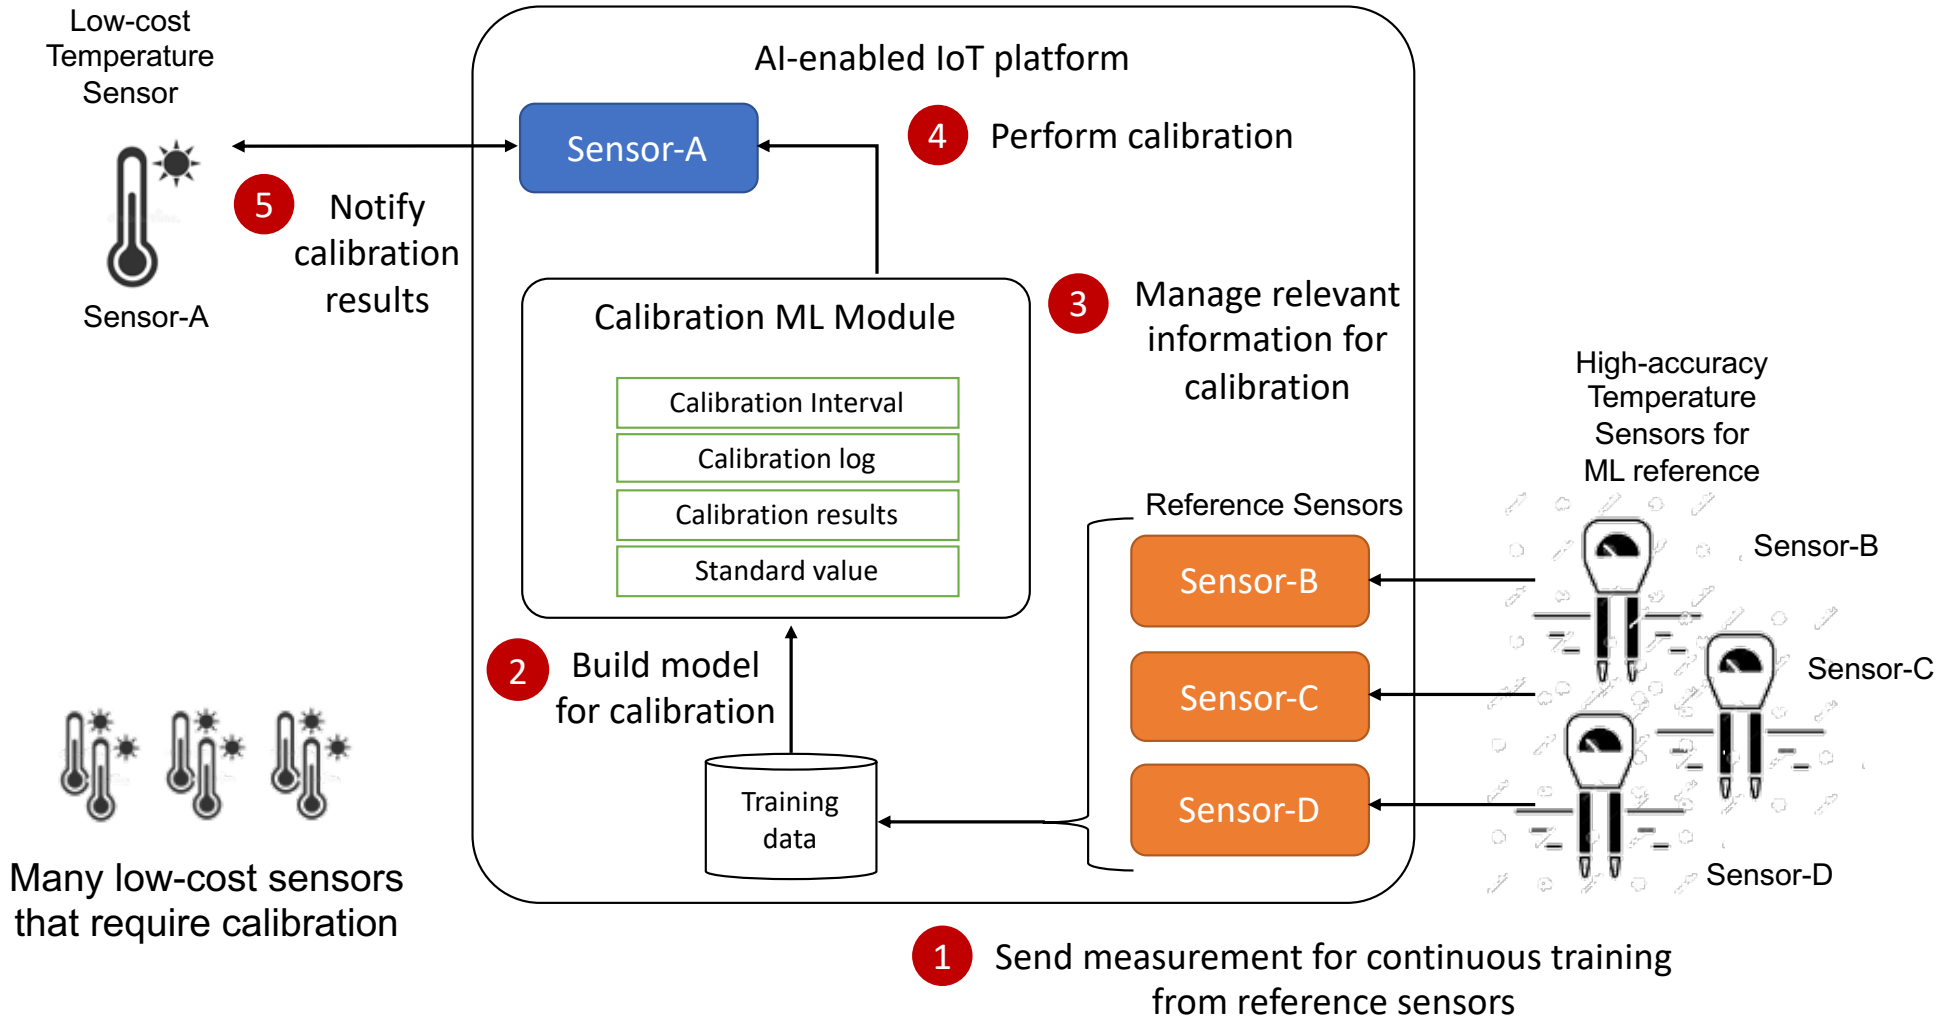 Low-cost
Temperature
Sensor
Sensor-A
5
Notify
calibration
results
Many low-cost sensors
that require calibration
AI-enabled IoT platform
Sensor-A
4
Perform calibration
Calibration ML Module
Calibration Interval
Calibration log
Calibration results
Standard value
3
Manage relevant
information for
calibration
2
Build model
for calibration
Training
data
Reference Sensors
Sensor-B
Sensor-C
Sensor-D
High-accuracy
Temperature
Sensors for
ML reference
Sensor-B
Sensor-C
Sensor-D
1
Send measurement for continuous training
from reference sensors